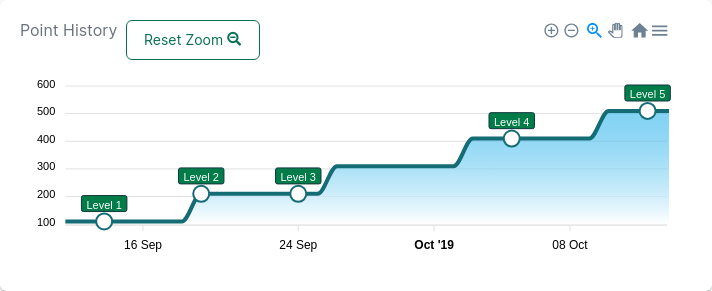 Point History
Reset Zoom
600
500
400
300
200
100
Level 1
Level 2
Level 3
Level 4
Level 5
16 Sep
24 Sep
Oct '19
08 Oct